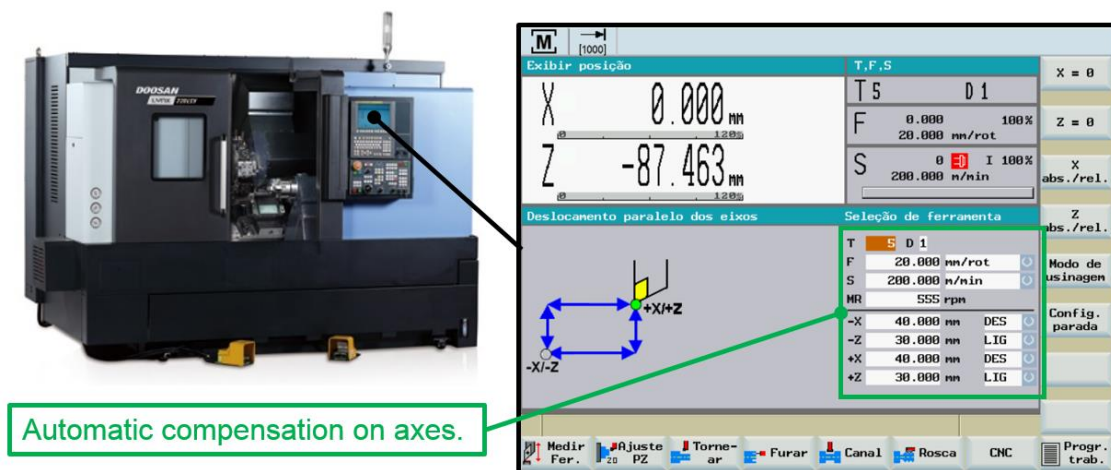 DOOSAN
M
[1000]
Exibir posição
T,F,S
X 0.000 mm
0 120%
Z -87.463 mm
0 120%
T 5 D 1
F 0.000 100%
20.000 mm/rot
S 0 I 100%
200.000 m/min
Deslocamento paralelo dos eixos
+X/+Z
-X/-Z
Seleção de ferramenta
T 5 D 1
F 20.000 mm/rot
S 200.000 m/min
MR 555 rpm
-X 40.000 mm DES
-Z 30.000 mm LIG
+X 40.000 mm DES
+Z 30.000 mm LIG
X = 0
Z = 0
X
abs./rel.
Z
abs./rel.
Modo de
usinagem
Config.
parada
Automatic compensation on axes.
Medir
Fer.
Ajuste
PZ
Torne-
ar
Furar
Canal
Rosca
CNC
Progr.
trab.